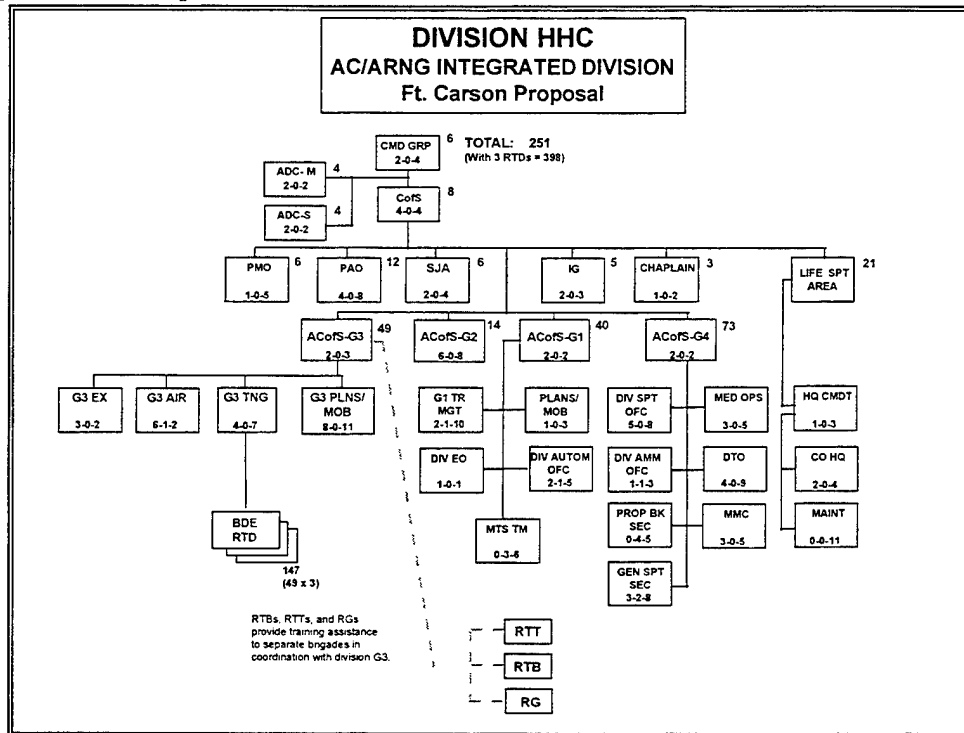 DIVISION HHC
AC/ARNG INTEGRATED DIVISION
Ft. Carson Proposal
CMD GRP
2-0-4
6
TOTAL: 251
(With 3 RTDs = 398)
ADC- M
2-0-2
4
CofS
4-0-4
8
ADC-S
2-0-2
4
PMO
1-0-5
6
PAO
4-0-8
12
SJA
2-0-4
6
IG
2-0-3
5
CHAPLAIN
1-0-2
3
LIFE SPT
AREA
21
ACofS-G3
2-0-3
49
ACofS-G2
6-0-8
14
ACofS-G1
2-0-2
40
ACofS-G4
2-0-2
73
G3 EX
3-0-2
G3 AIR
6-1-2
G3 TNG
4-0-7
G3 PLNS/
MOB
8-0-11
G1 TR
MGT
2-1-10
PLANS/
MOB
1-0-3
DIV SPT
OFC
5-0-8
MED OPS
3-0-5
HQ CMDT
1-0-3
DIV EO
1-0-1
DIV AUTOM
OFC
2-1-5
DIV AMM
OFC
1-1-3
DTO
4-0-9
CO HQ
2-0-4
MTS TM
0-3-6
PROP BK
SEC
0-4-5
MMC
3-0-5
MAINT
0-0-11
GEN SPT
SEC
3-2-8
BDE
RTD
147
(49 x 3)
RTBs, RTTs, and RGs
provide training assistance
to separate brigades in
coordination with division G3.
RTT
RTB
RG